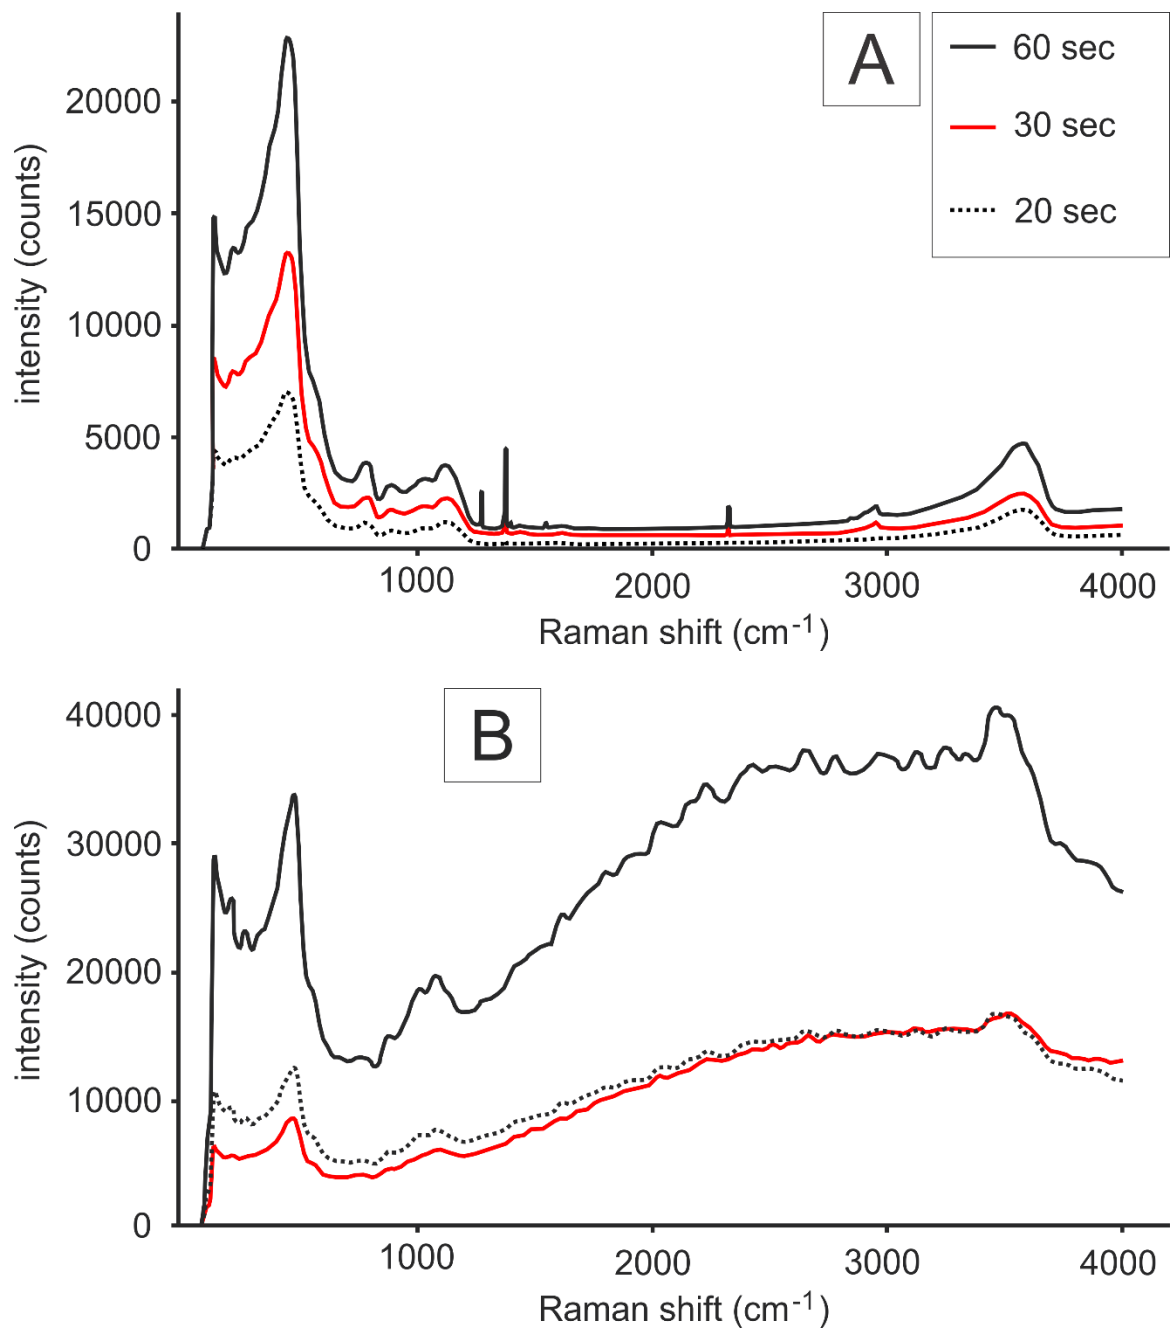 A
60 sec
30 sec
20 sec
intensity (counts)
20000
15000
10000
5000
0
1000 2000 3000 4000
Raman shift (cm⁻¹)
B
intensity (counts)
40000
30000
20000
10000
0
1000 2000 3000 4000
Raman shift (cm⁻¹)